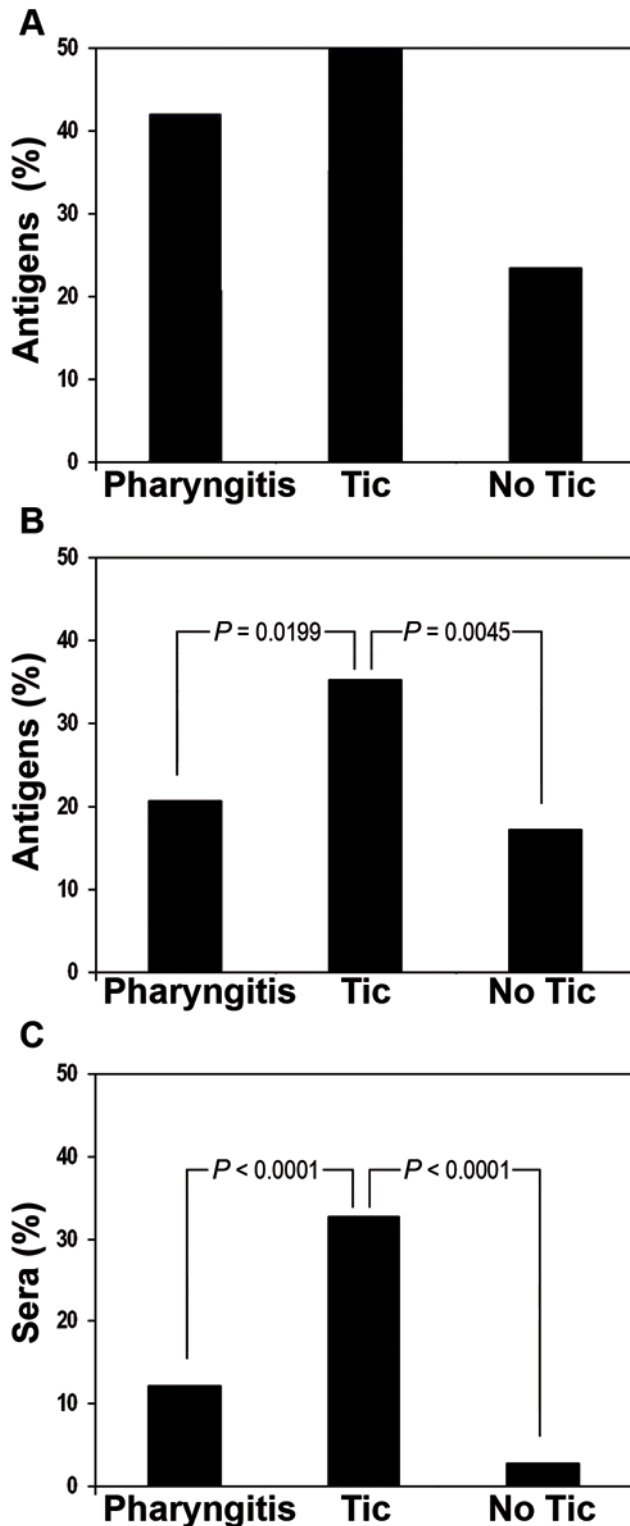 A
Antigens (%)
50
40
30
20
10
0
Pharyngitis Tic No Tic
B
Antigens (%)
50
40
30
20
10
0
P = 0.0199 P = 0.0045
Pharyngitis Tic No Tic
C
Sera (%)
50
40
30
20
10
0
P < 0.0001 P < 0.0001
Pharyngitis Tic No Tic